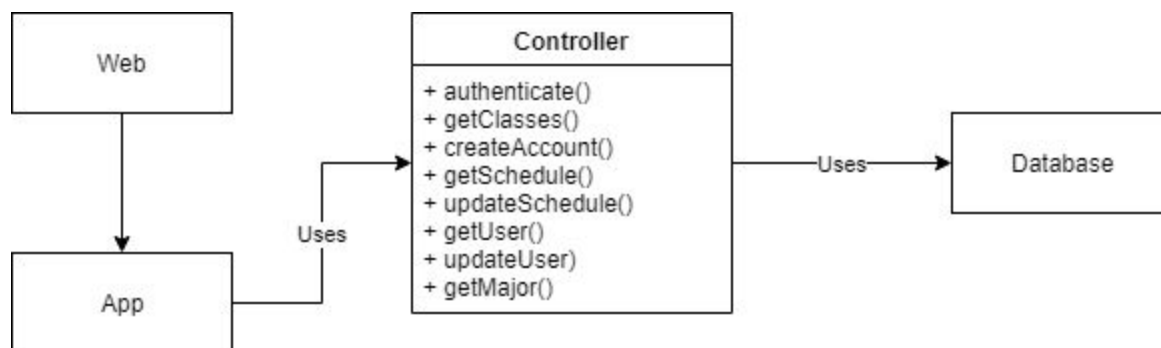 Web
App
Uses
Controller
+ authenticate()
+ getClasses()
+ createAccount()
+ getSchedule()
+ updateSchedule()
+ getUser()
+ updateUser)
+ getMajor()
Uses
Database